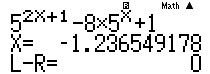 Math ▲
5^{2X+1}-8×5^{X}+1
X= -1.236549178
L-R= 0